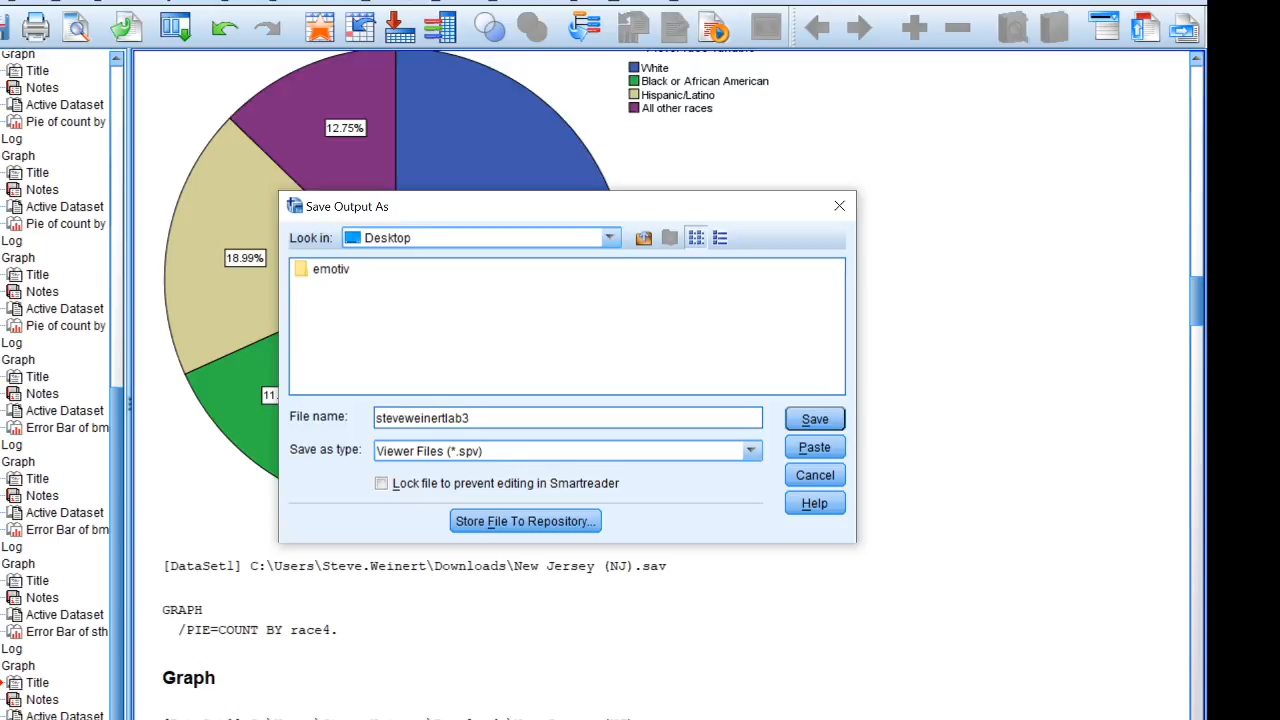 Graph
Title
Notes
Active Dataset
Pie of count by
Log
Graph
Title
Notes
Active Dataset
Pie of count by
Log
Graph
Title
Notes
Active Dataset
Pie of count by
Log
Graph
Title
Notes
Active Dataset
Error Bar of bm
Log
Graph
Title
Notes
Active Dataset
Error Bar of bm
Log
Graph
Title
Notes
Active Dataset
Error Bar of sth
Log
Graph
Title
Notes
Active Dataset
White
Black or African American
Hispanic/Latino
All other races
12.75%
18.99%
11.
Save Output As
Look in:
Desktop
emotiv
File name:
steveweinertlab3
Save
Save as type:
Viewer Files (*.spv)
Paste
Lock file to prevent editing in Smartreader
Cancel
Help
Store File To Repository...
[DataSet1] C:\Users\Steve.Weinert\Downloads\New Jersey (NJ).sav
GRAPH
/PIE=COUNT BY race4.
Graph